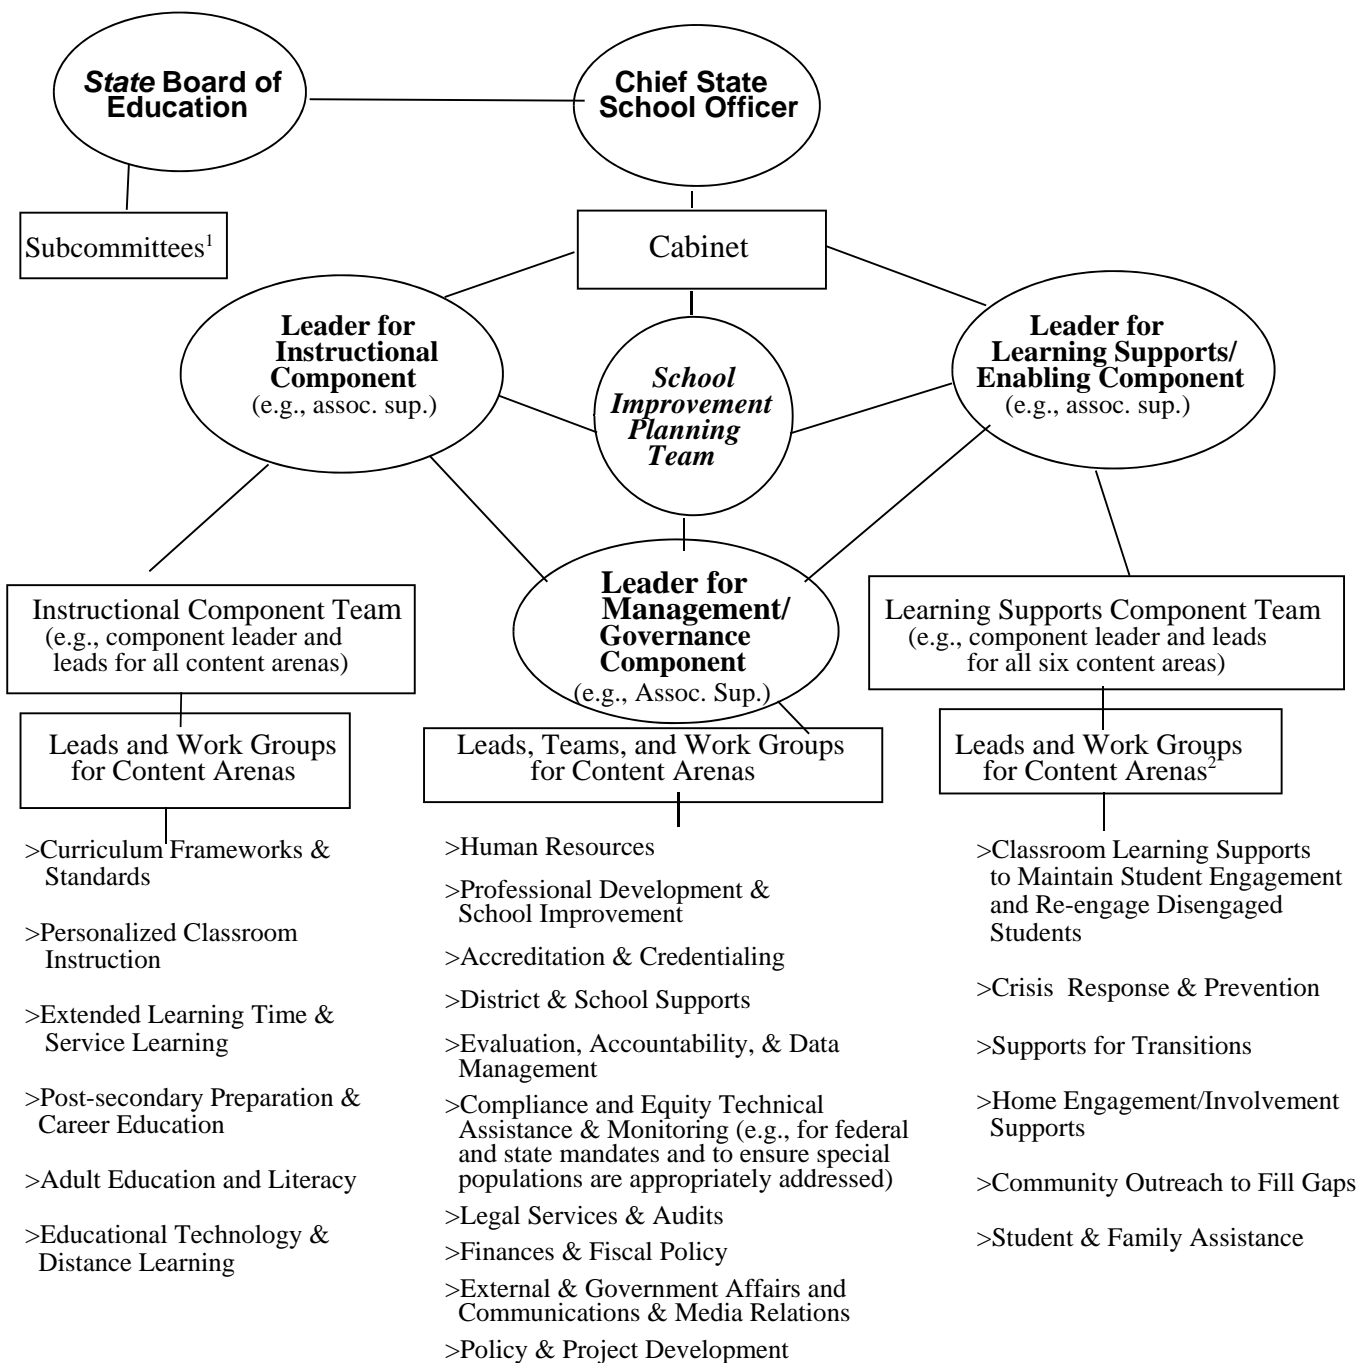 State Board of
Education
Chief State
School Officer
Subcommittees1
Cabinet
Leader for
Instructional
Component
(e.g., assoc. sup.)
School
Improvement
Planning
Team
Leader for
Learning Supports/
Enabling Component
(e.g., assoc. sup.)
Leader for
Management/
Governance
Component
(e.g., Assoc. Sup.)
Instructional Component Team
(e.g., component leader and
leads for all content arenas)
Learning Supports Component Team
(e.g., component leader and leads
for all six content areas)
Leads and Work Groups
for Content Arenas
Leads, Teams, and Work Groups
for Content Arenas
Leads and Work Groups
for Content Arenas2
>Curriculum Frameworks &
Standards
>Personalized Classroom
Instruction
>Extended Learning Time &
Service Learning
>Post-secondary Preparation &
Career Education
>Adult Education and Literacy
>Educational Technology &
Distance Learning
>Human Resources
>Professional Development &
School Improvement
>Accreditation & Credentialing
>District & School Supports
>Evaluation, Accountability, & Data
Management
>Compliance and Equity Technical
Assistance & Monitoring (e.g., for federal
and state mandates and to ensure special
populations are appropriately addressed)
>Legal Services & Audits
>Finances & Fiscal Policy
>External & Government Affairs and
Communications & Media Relations
>Policy & Project Development
>Classroom Learning Supports
to Maintain Student Engagement
and Re-engage Disengaged
Students
>Crisis  Response & Prevention
>Supports for Transitions
>Home Engagement/Involvement
Supports
>Community Outreach to Fill Gaps
>Student & Family Assistance